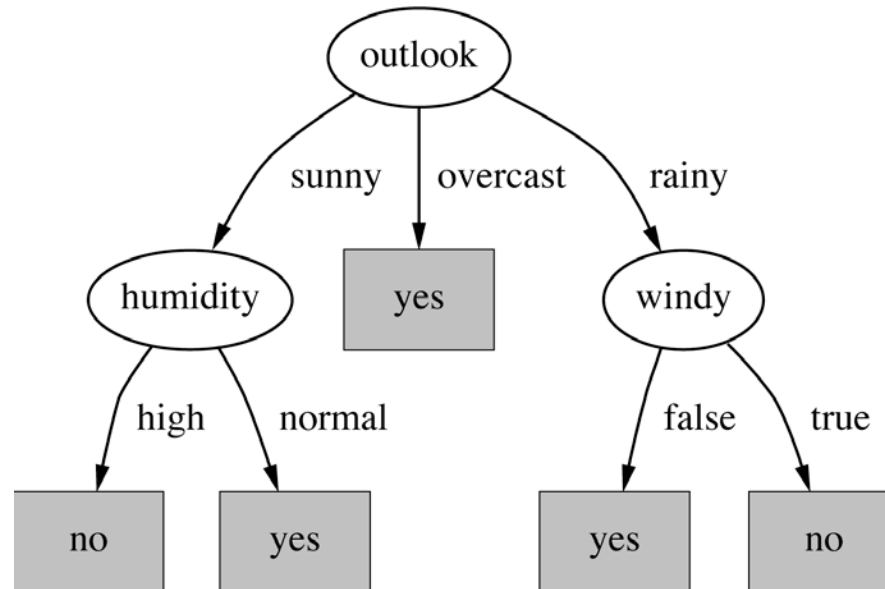 outlook
sunny overcast rainy
humidity yes windy
high normal false true
no yes yes no